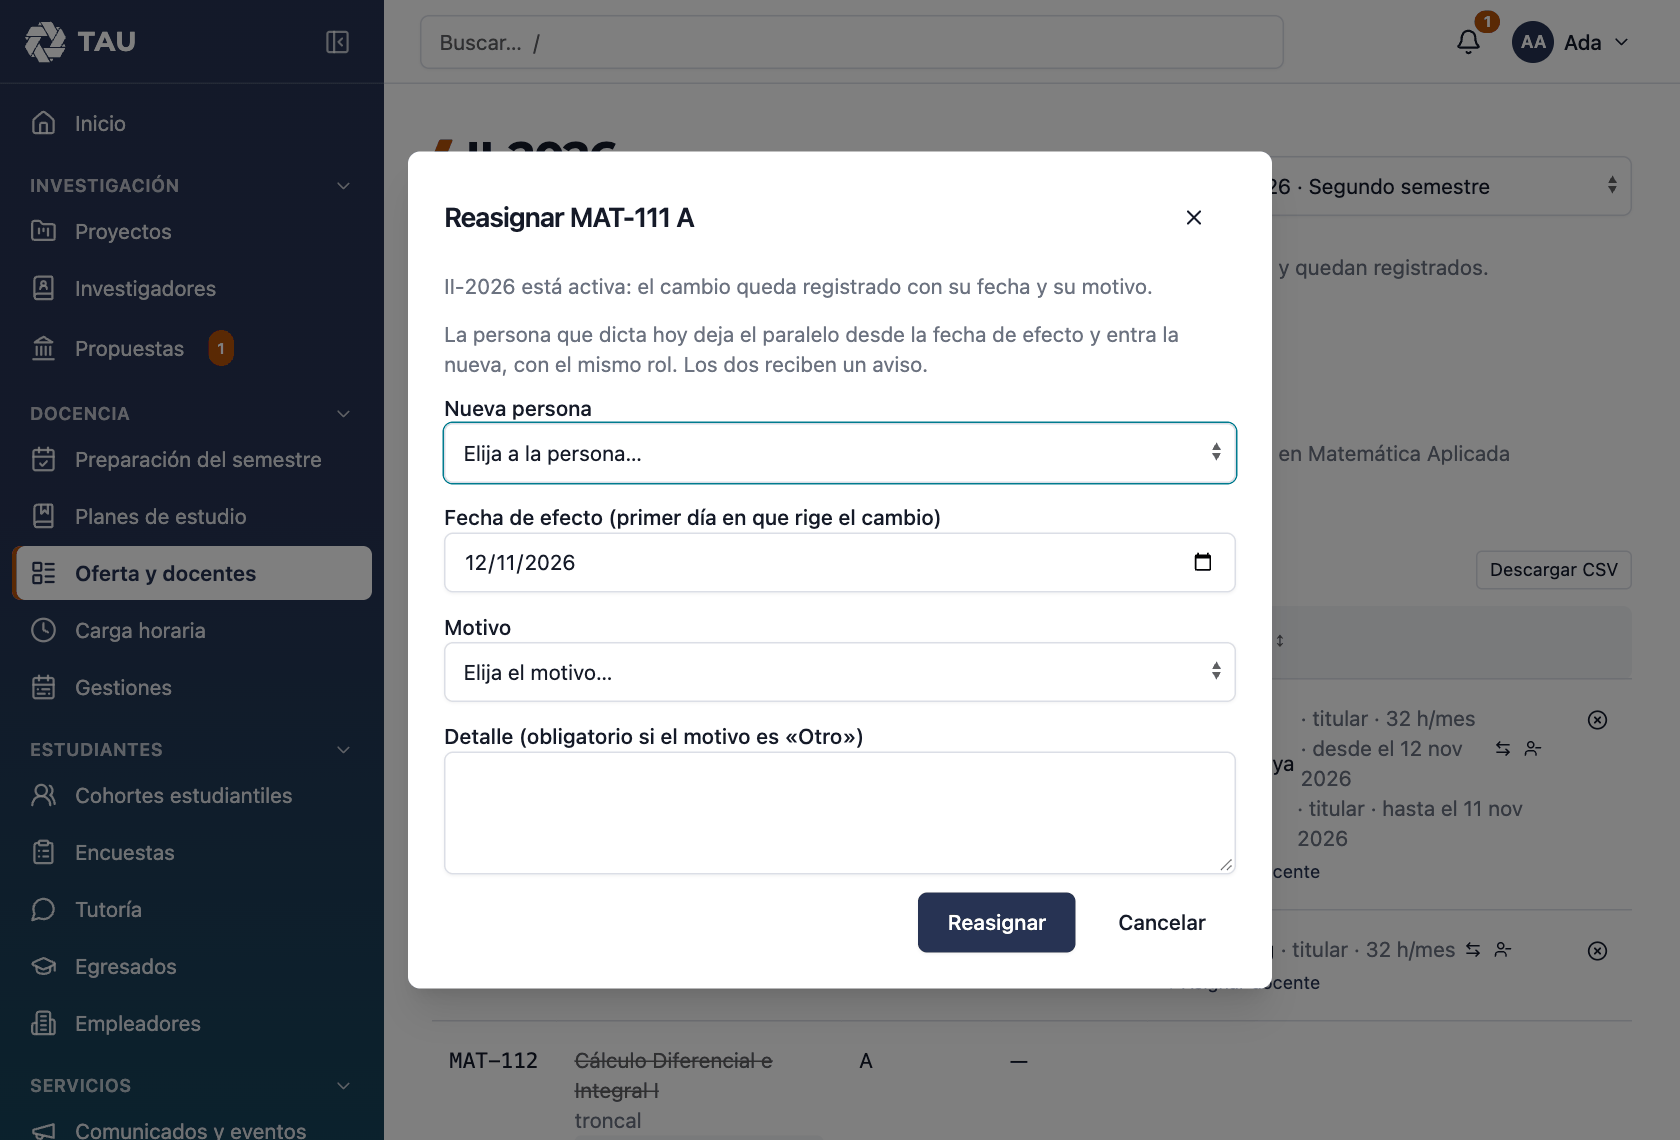 TAU
Buscar... /
1
AA Ada
Inicio
INVESTIGACIÓN
Proyectos
Investigadores
Propuestas 1
DOCENCIA
Preparación del semestre
Planes de estudio
Oferta y docentes
Carga horaria
Gestiones
ESTUDIANTES
Cohortes estudiantiles
Encuestas
Tutoría
Egresados
Empleadores
SERVICIOS
Comunicados y eventos
II-2026
26 · Segundo semestre
y quedan registrados.
en Matemática Aplicada
Descargar CSV
Reasignar MAT-111 A
II-2026 está activa: el cambio queda registrado con su fecha y su motivo.
La persona que dicta hoy deja el paralelo desde la fecha de efecto y entra la
nueva, con el mismo rol. Los dos reciben un aviso.
Nueva persona
Elija a la persona...
Fecha de efecto (primer día en que rige el cambio)
12/11/2026
Motivo
Elija el motivo...
Detalle (obligatorio si el motivo es «Otro»)
Reasignar
Cancelar
· titular · 32 h/mes
· desde el 12 nov
ya
2026
· titular · hasta el 11 nov
2026
cente
· titular · 32 h/mes
ocente
MAT-112
Cálculo Diferencial e
Integral I
troncal
A
—